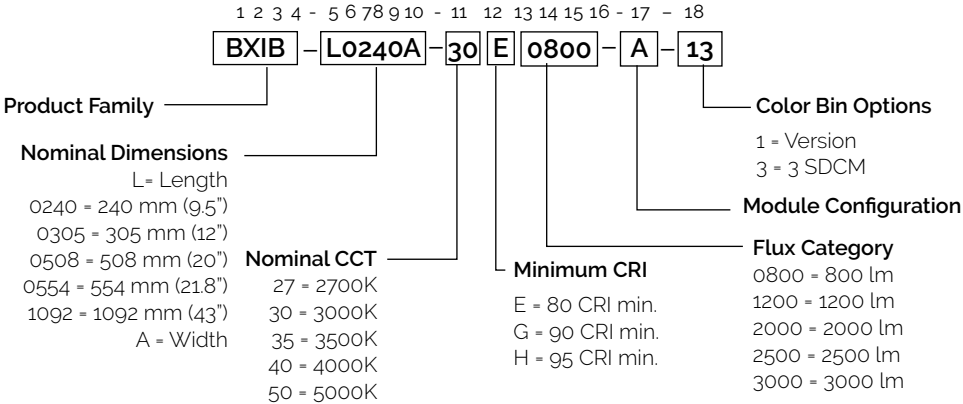 1 2 3 4 - 5 6 78 9 10 - 11 12 13 14 15 16 - 17 – 18
BXIB – L0240A – 30 E 0800 – A – 13
Product Family
Nominal Dimensions
L= Length
0240 = 240 mm (9.5”)
0305 = 305 mm (12”)
0508 = 508 mm (20”)
0554 = 554 mm (21.8”)
1092 = 1092 mm (43”)
A = Width
Nominal CCT
27 = 2700K
30 = 3000K
35 = 3500K
40 = 4000K
50 = 5000K
Minimum CRI
E = 80 CRI min.
G = 90 CRI min.
H = 95 CRI min.
Color Bin Options
1 = Version
3 = 3 SDCM
Module Configuration
Flux Category
0800 = 800 lm
1200 = 1200 lm
2000 = 2000 lm
2500 = 2500 lm
3000 = 3000 lm